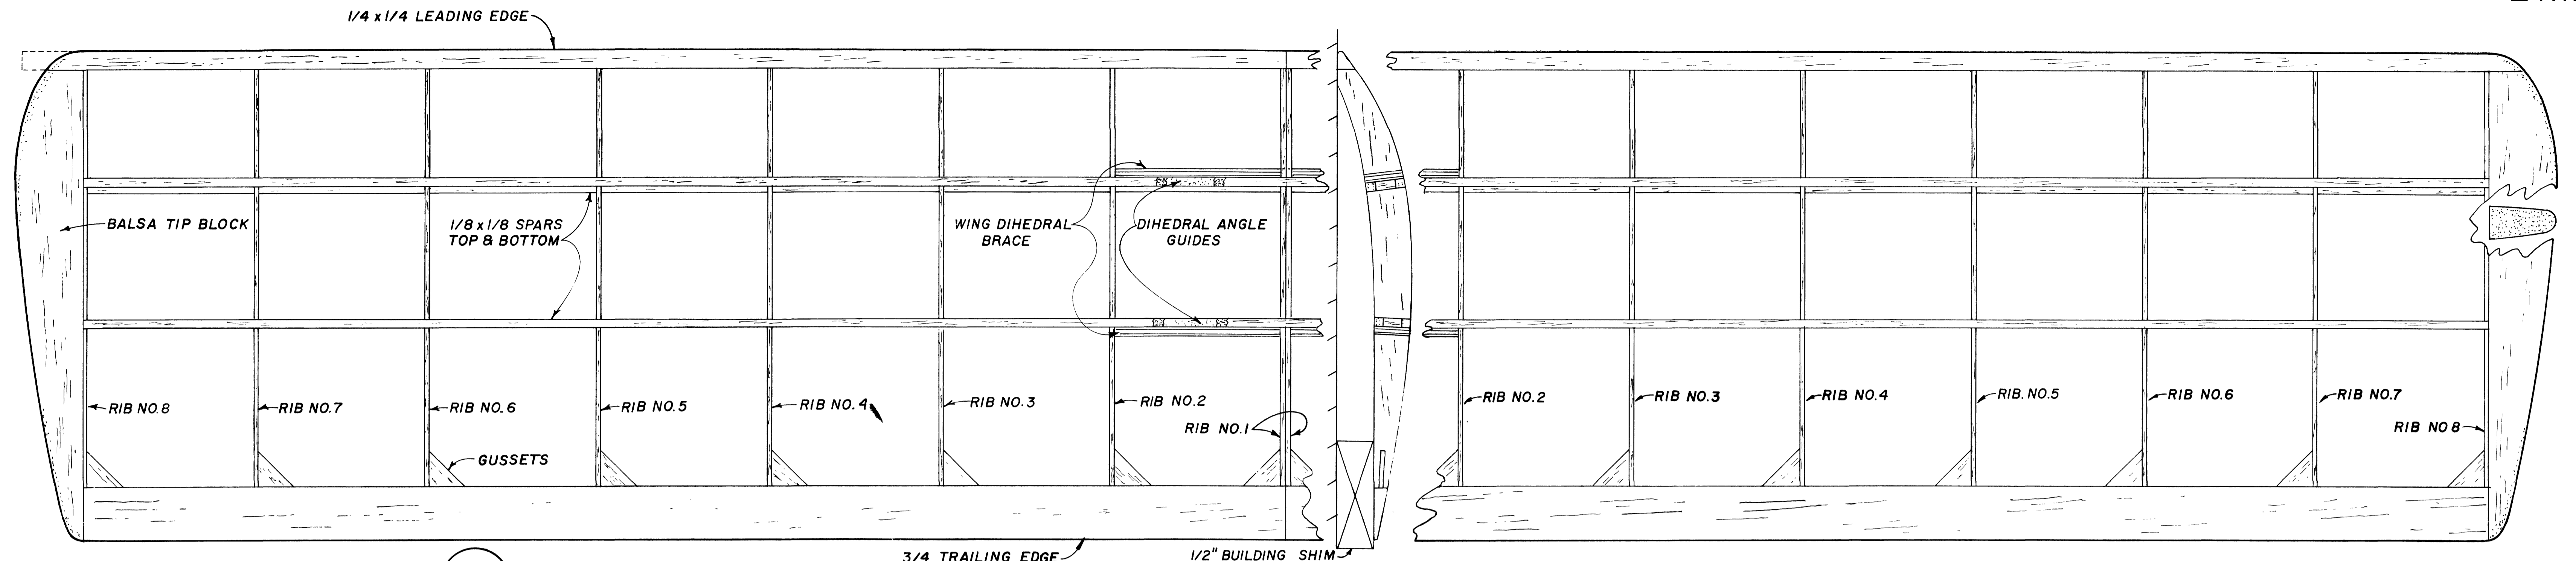 1/4 x 1/4 LEADING EDGE
BALSA TIP BLOCK
1/8 x 1/8 SPARS
TOP & BOTTOM
WING DIHEDRAL
BRACE
DIHEDRAL ANGLE
GUIDES
RIB NO. 8
RIB NO. 7
RIB NO. 6
RIB NO. 5
RIB NO. 4
RIB NO. 3
RIB NO. 2
RIB NO. 1
RIB NO. 2
RIB NO. 3
RIB NO. 4
RIB. NO. 5
RIB NO. 6
RIB NO. 7
RIB NO 8
GUSSETS
3/4 TRAILING EDGE
1/2" BUILDING SHIM